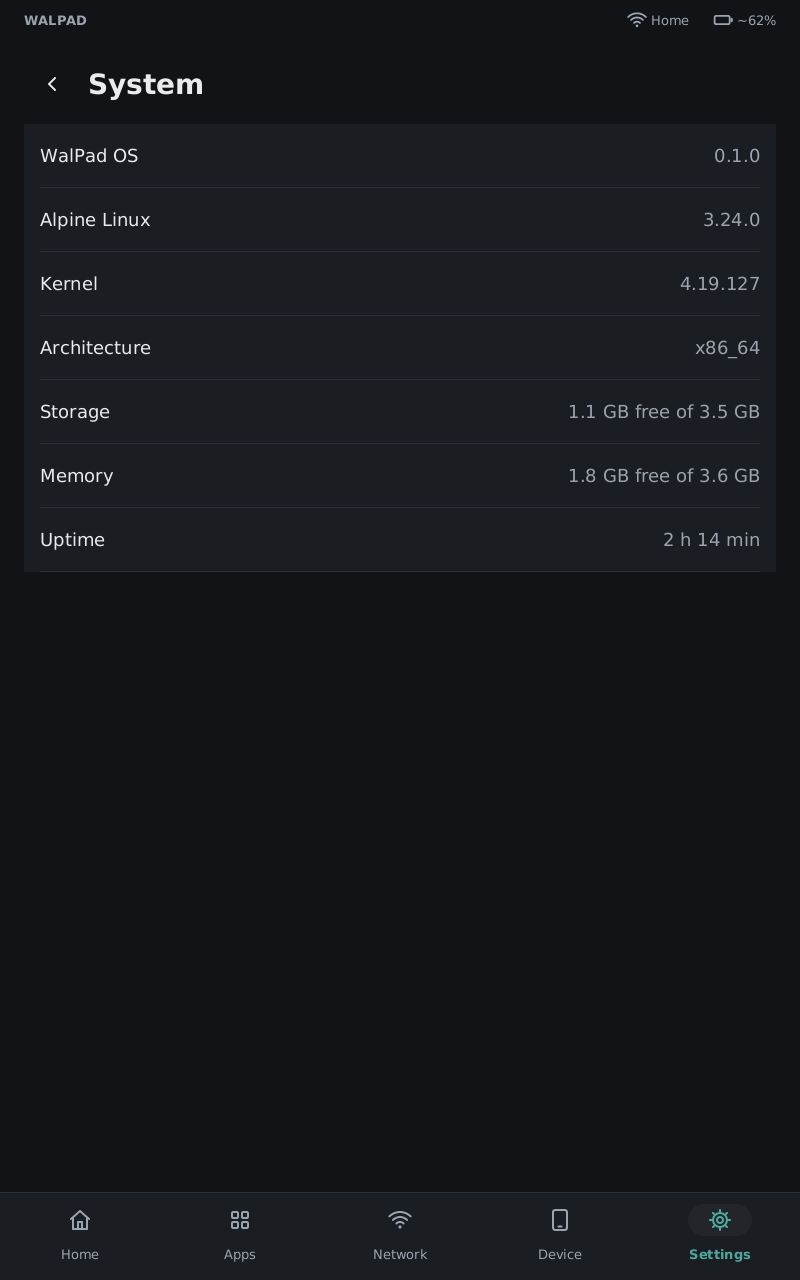 WALPAD Home ~62%
System
WalPad OS 0.1.0
Alpine Linux 3.24.0
Kernel 4.19.127
Architecture x86_64
Storage 1.1 GB free of 3.5 GB
Memory 1.8 GB free of 3.6 GB
Uptime 2 h 14 min
Home Apps Network Device Settings